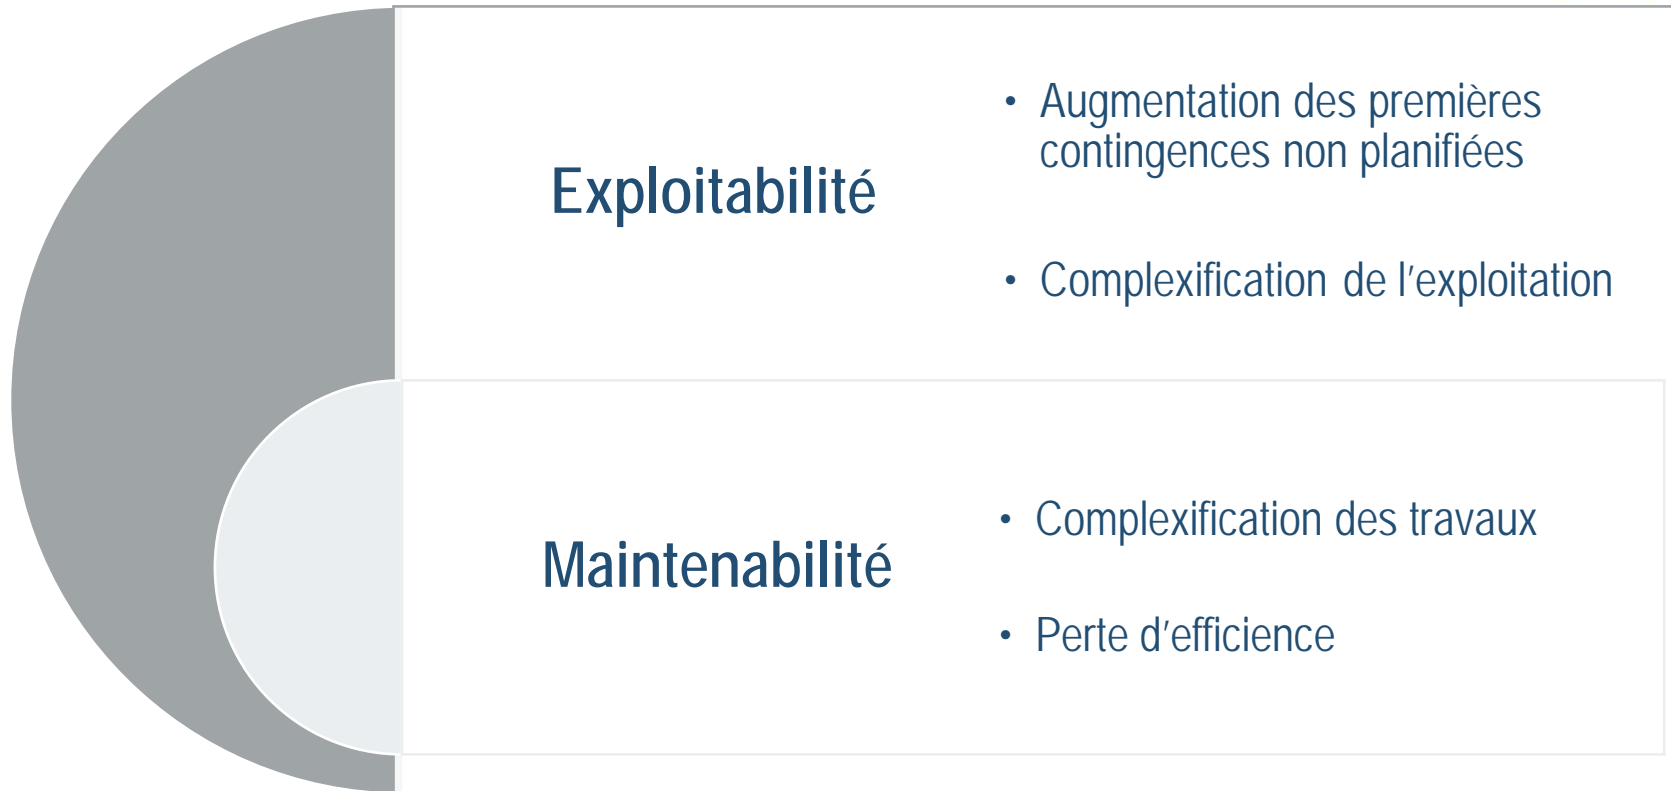 Exploitabilité
• Augmentation des premières
contingences non planifiées
• Complexification de l'exploitation
Maintenabilité
• Complexification des travaux
• Perte d'efficience